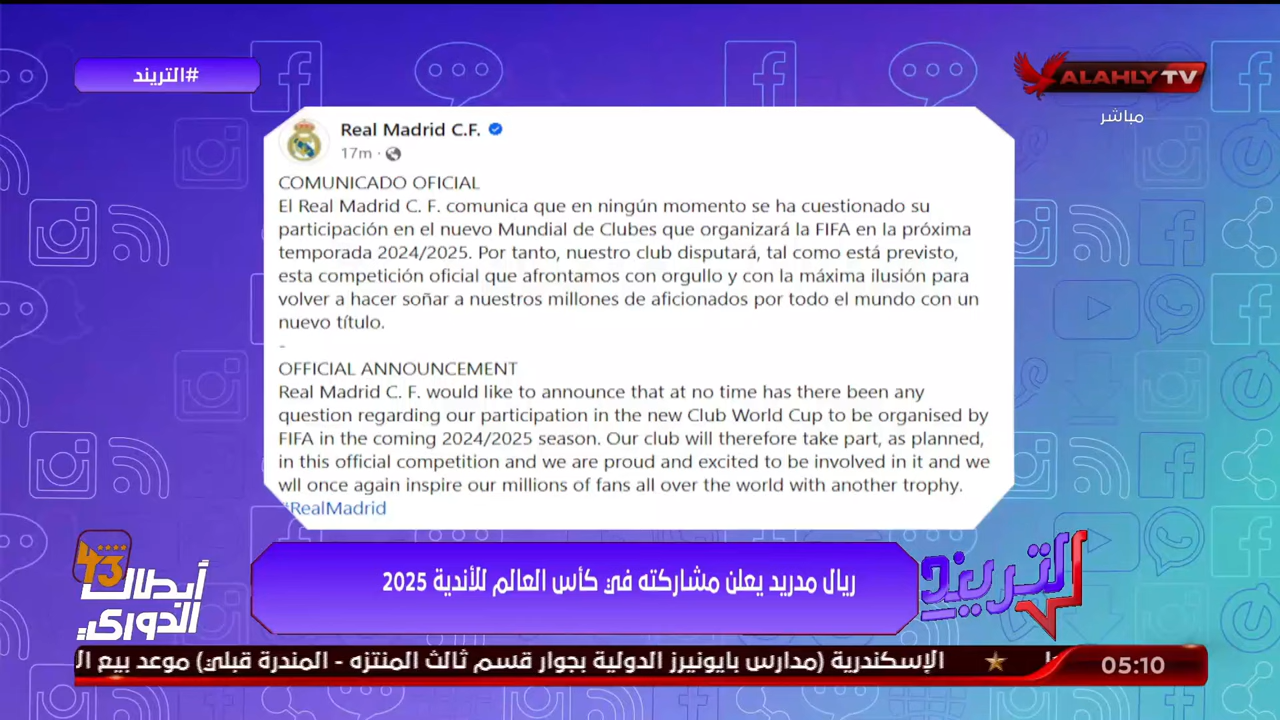 #التريند
ALAHLY TV
مباشر
Real Madrid C.F.
17m ·
COMUNICADO OFICIAL
El Real Madrid C. F. comunica que en ningún momento se ha cuestionado su
participación en el nuevo Mundial de Clubes que organizará la FIFA en la próxima
temporada 2024/2025. Por tanto, nuestro club disputará, tal como está previsto,
esta competición oficial que afrontamos con orgullo y con la máxima ilusión para
volver a hacer soñar a nuestros millones de aficionados por todo el mundo con un
nuevo título.
-
OFFICIAL ANNOUNCEMENT
Real Madrid C. F. would like to announce that at no time has there been any
question regarding our participation in the new Club World Cup to be organised by
FIFA in the coming 2024/2025 season. Our club will therefore take part, as planned,
in this official competition and we are proud and excited to be involved in it and we
wll once again inspire our millions of fans all over the world with another trophy.
#RealMadrid
التريند
ريال مدريد يعلن مشاركته في كأس العالم للأندية 2025
43
أبطال
الدوري
الإسكندرية (مدارس بايونيرز الدولية بجوار قسم ثالث المنتزه - المندرة قبلي) موعد بيع ال
05:10